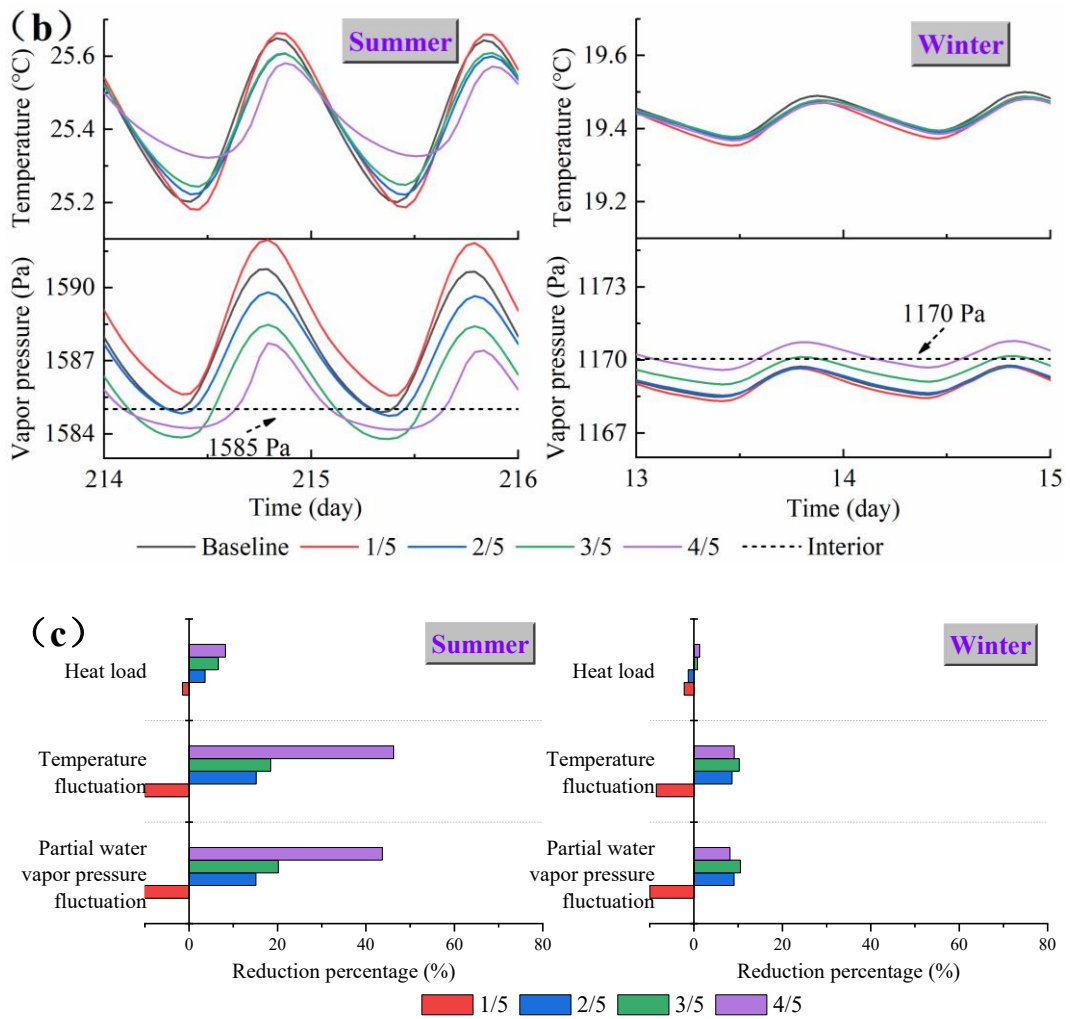 (b)
Summer
Winter
Temperature (°C)
25.6
25.4
25.2
Temperature (°C)
19.6
19.4
19.2
Vapor pressure (Pa)
1590
1587
1584
1585 Pa
Vapor pressure (Pa)
1173
1170
1167
1170 Pa
214 215 216
Time (day)
13 14 15
Time (day)
Baseline 1/5 2/5 3/5 4/5 Interior
(c)
Summer
Heat load
Temperature
fluctuation
Partial water
vapor pressure
fluctuation
0 20 40 60 80
Reduction percentage (%)
Winter
Heat load
Temperature
fluctuation
Partial water
vapor pressure
fluctuation
0 20 40 60 80
Reduction percentage (%)
1/5 2/5 3/5 4/5